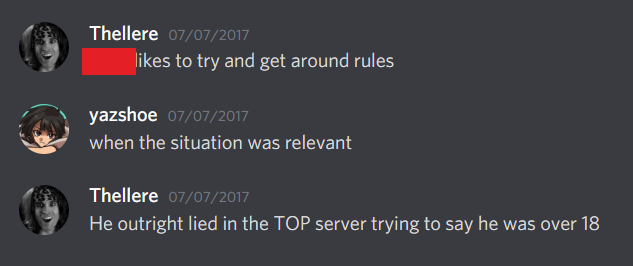 Thellere 07/07/2017
likes to try and get around rules
yazshoe 07/07/2017
when the situation was relevant
Thellere 07/07/2017
He outright lied in the TOP server trying to say he was over 18